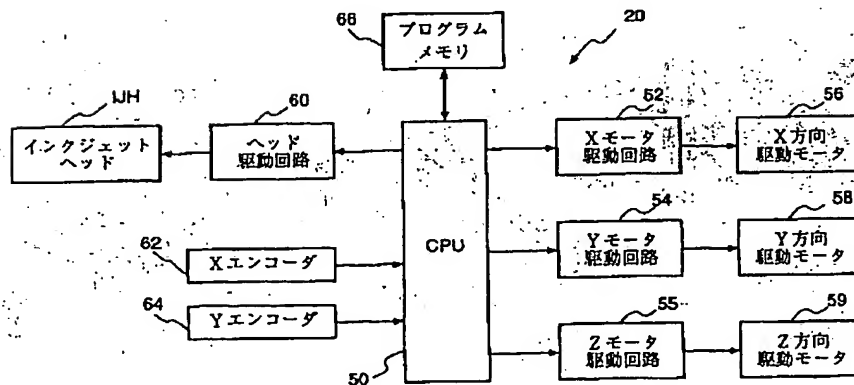 66
プログラム
メモリ
20
IJH
インクジェット
ヘッド
60
ヘッド
駆動回路
52
Xモータ
駆動回路
56
X方向
駆動モータ
CPU
54
Yモータ
駆動回路
58
Y方向
駆動モータ
62
Xエンコーダ
64
Yエンコーダ
50
55
Zモータ
駆動回路
59
Z方向
駆動モータ